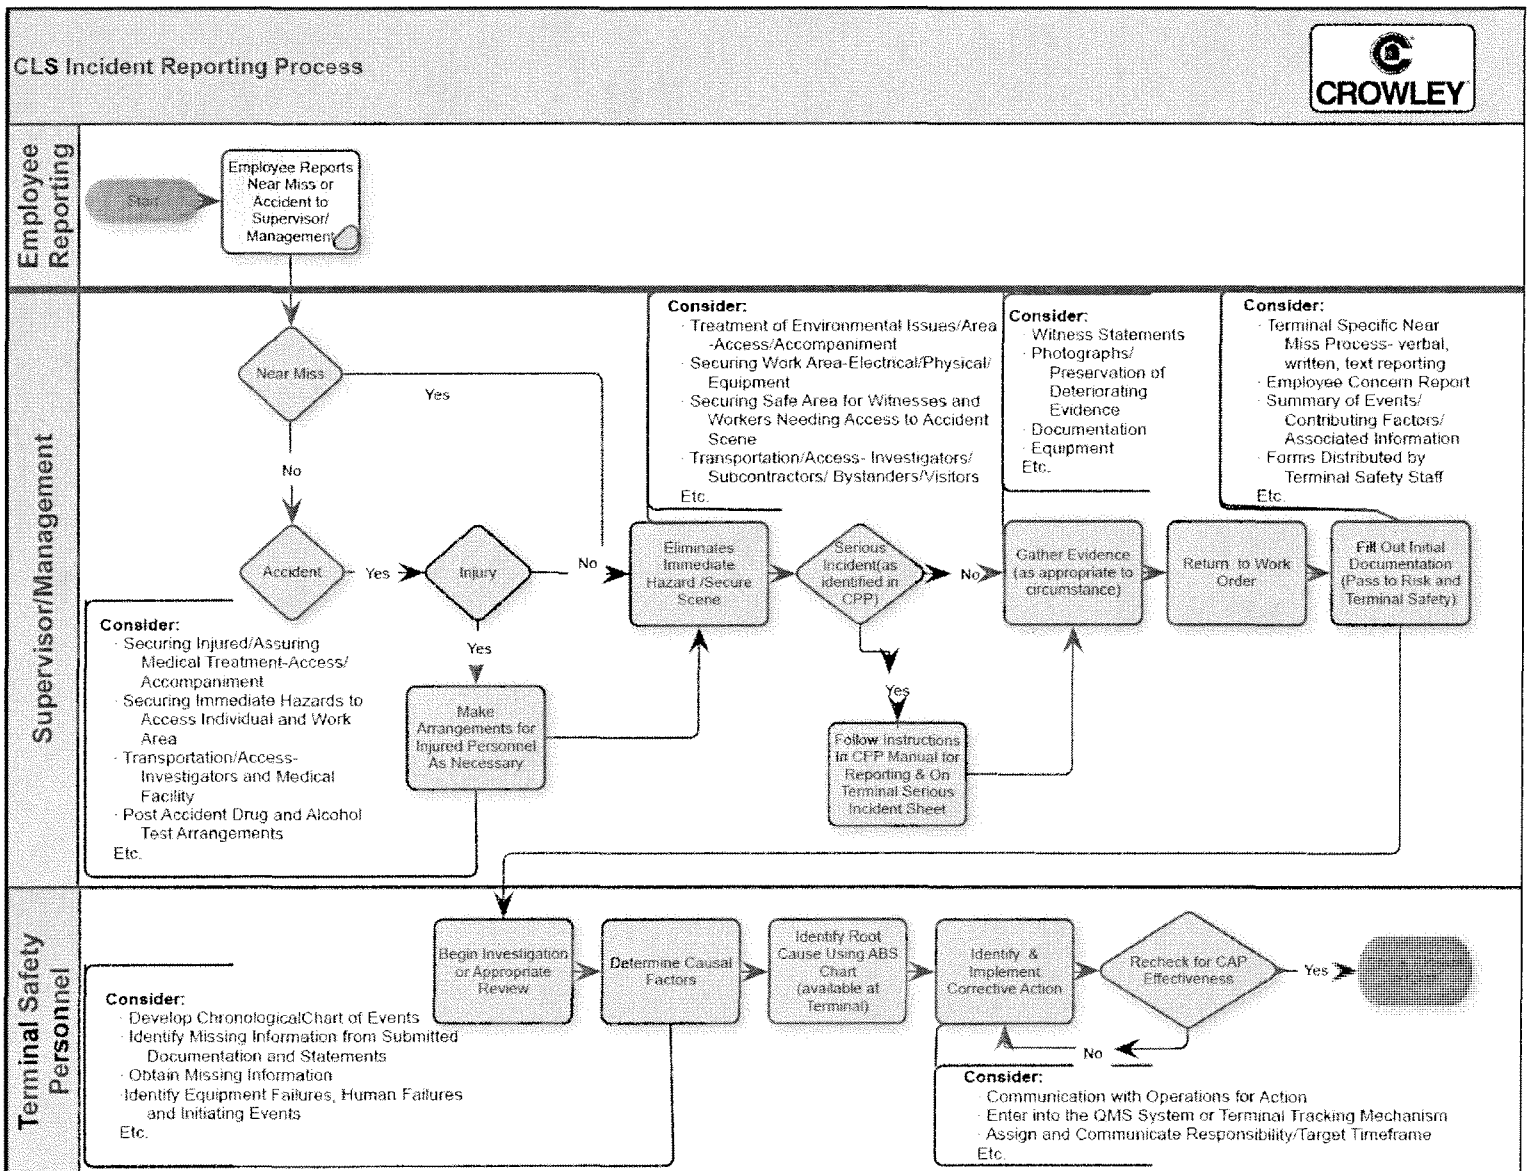 CLS Incident Reporting Process
CROWLEY
Employee
Reporting
Start
Employee Reports
Near Miss or
Accident to
Supervisor/
Management
Supervisor/Management
Near Miss
Yes
No
Accident
Yes
Injury
No
Yes
Consider:
· Securing Injured/Assuring
Medical Treatment-Access/
Accompaniment
· Securing Immediate Hazards to
Access Individual and Work
Area
· Transportation/Access-
Investigators and Medical
Facility
· Post Accident Drug and Alcohol
Test Arrangements
Etc.
Make
Arrangements for
Injured Personnel
As Necessary
Consider:
· Treatment of Environmental Issues/Area
-Access/Accompaniment
· Securing Work Area-Electrical/Physical/
Equipment
· Securing Safe Area for Witnesses and
Workers Needing Access to Accident
Scene
· Transportation/Access- Investigators/
Subcontractors/ Bystanders/Visitors
Etc.
Eliminates
Immediate
Hazard /Secure
Scene
Serious
Incident(as
identified in
CPP)
No
Yes
Follow Instructions
In CPP Manual for
Reporting & On
Terminal Serious
Incident Sheet
Consider:
· Witness Statements
· Photographs/
Preservation of
Deteriorating
Evidence
· Documentation
· Equipment
Etc.
Gather Evidence
(as appropriate to
circumstance)
Return to Work
Order
Consider:
· Terminal Specific Near
Miss Process- verbal,
written, text reporting
· Employee Concern Report
· Summary of Events/
Contributing Factors/
Associated Information
· Forms Distributed by
Terminal Safety Staff
Etc.
Fill Out Initial
Documentation
(Pass to Risk and
Terminal Safety)
Terminal Safety
Personnel
Begin Investigation
or Appropriate
Review
Consider:
· Develop ChronologicalChart of Events
· Identify Missing Information from Submitted
Documentation and Statements
· Obtain Missing Information
·Identify Equipment Failures, Human Failures
and Initiating Events
Etc.
Determine Causal
Factors
Identify Root
Cause Using ABS
Chart
(available at
Terminal)
Identify &
Implement
Corrective Action
Recheck for CAP
Effectiveness
Yes
No
Consider:
· Communication with Operations for Action
· Enter into the QMS System or Terminal Tracking Mechanism
· Assign and Communicate Responsibility/Target Timeframe
Etc.